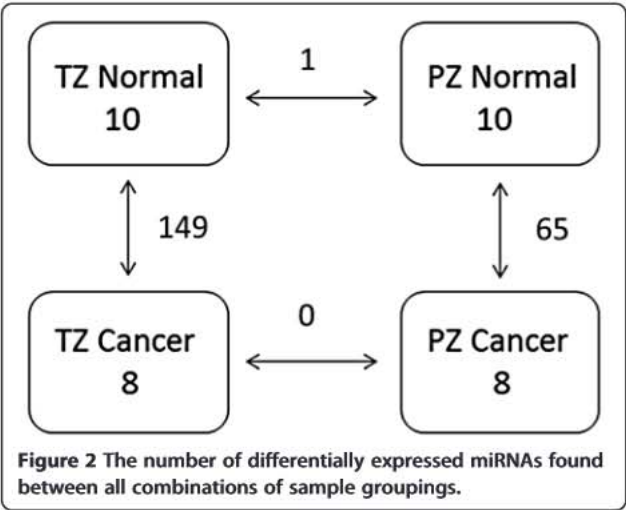 TZ Normal
10
1
PZ Normal
10
149
65
TZ Cancer
8
0
PZ Cancer
8
Figure 2 The number of differentially expressed miRNAs found
between all combinations of sample groupings.